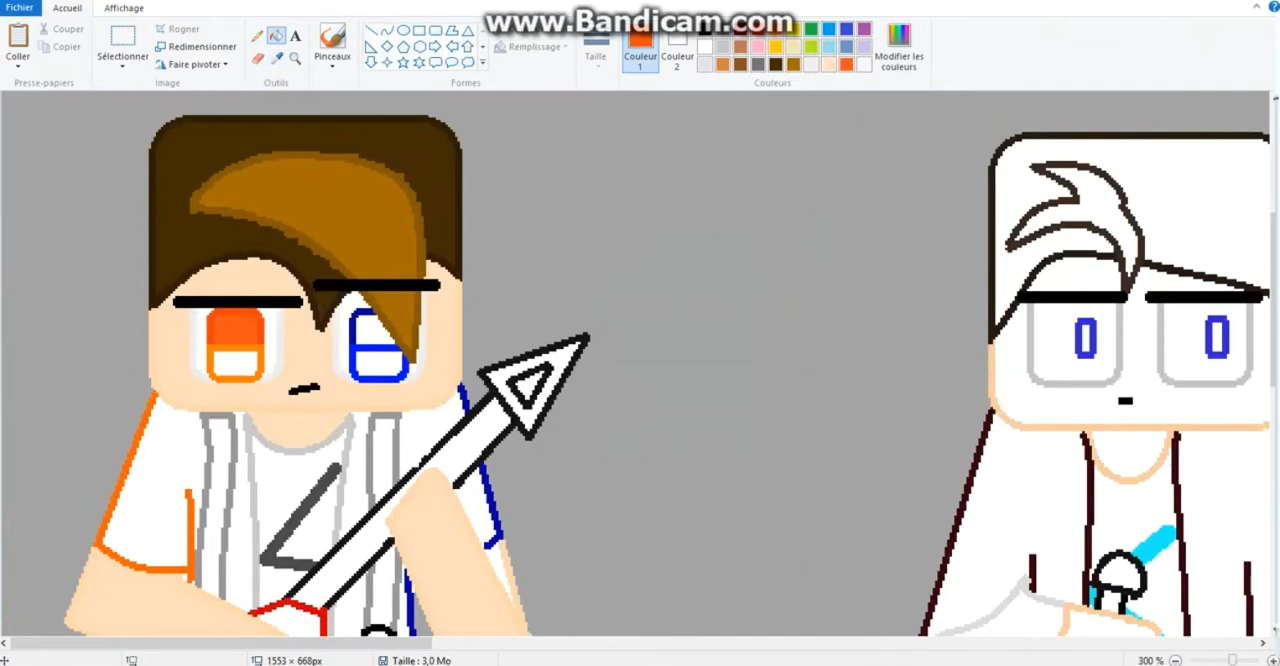 www.Bandicam.com
Fichier Accueil Affichage
Coller
Couper
Copier
Presse-papiers
Sélectionner
Rogner
Redimensionner
Faire pivoter
Image
A
Outils
Pinceaux
Remplissage
Formes
Taille
Couleur 1
Couleur 2
Modifier les couleurs
Couleurs
1553 × 668px
Taille : 3,0 Mo
300 %